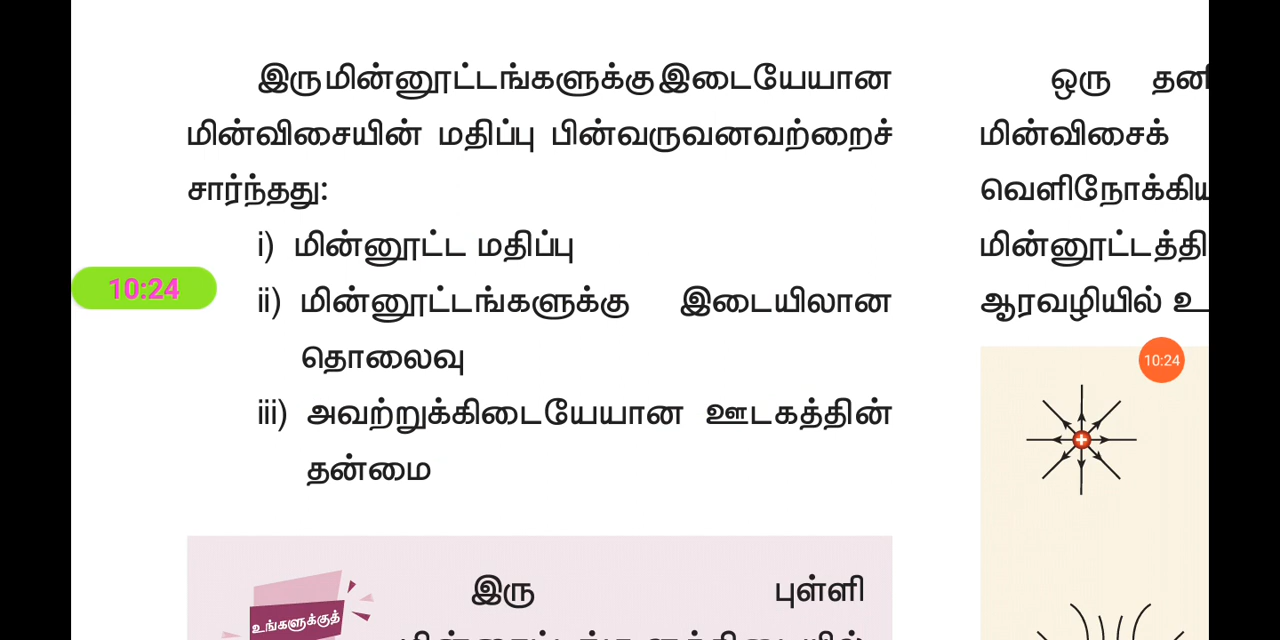 இரு மின்னூட்டங்களுக்கு இடையேயான
மின்விசையின் மதிப்பு பின்வருவனவற்றைச்
சார்ந்தது:
i) மின்னூட்ட மதிப்பு
ii) மின்னூட்டங்களுக்கு இடையிலான
தொலைவு
iii) அவற்றுக்கிடையேயான ஊடகத்தின்
தன்மை
10:24
இரு புள்ளி
உங்களுக்குத்
ஒரு
மின்விசைக்
ஆரவழியில்
10:24
+